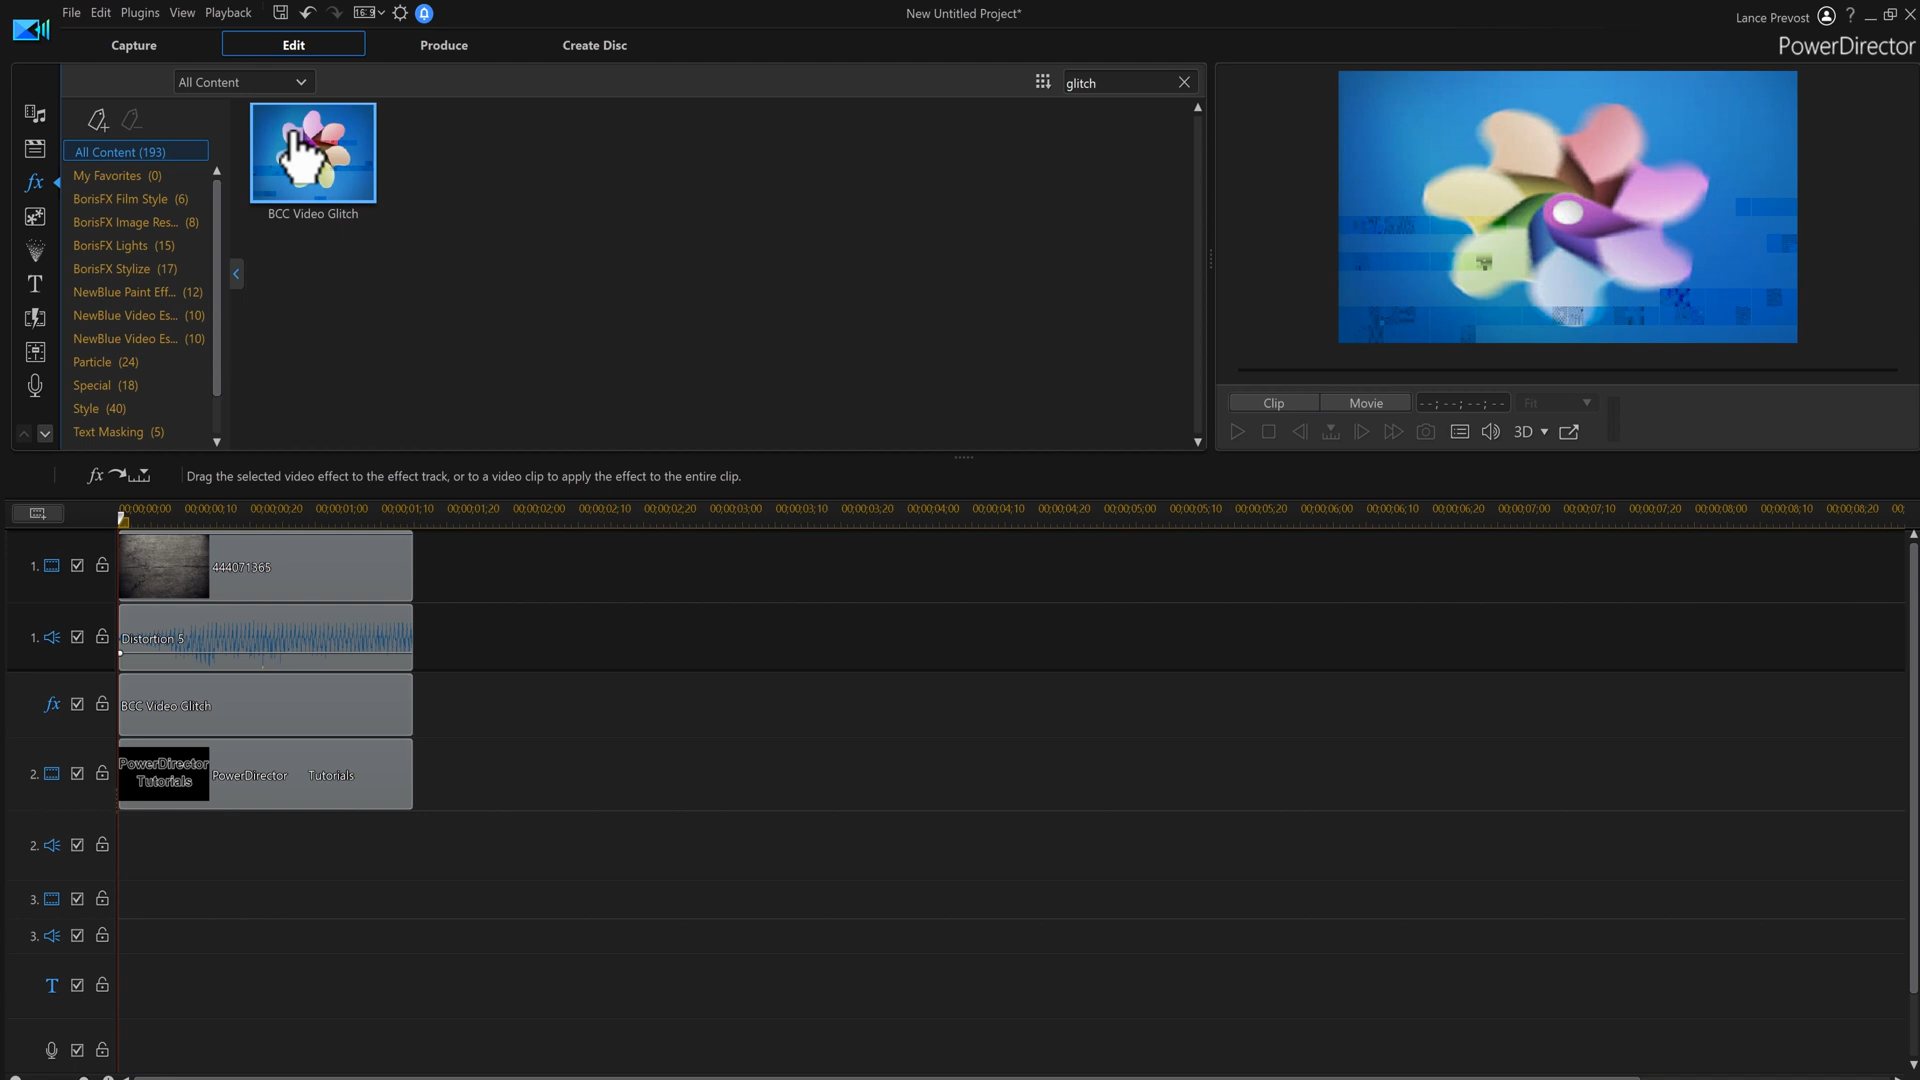 File Edit Plugins View Playback
16:9
New Untitled Project*
Lance Prevost
?
PowerDirector
Capture
Edit
Produce
Create Disc
All Content
glitch
All Content (193)
My Favorites (0)
BorisFX Film Style (6)
BorisFX Image Res... (8)
BorisFX Lights (15)
BorisFX Stylize (17)
NewBlue Paint Eff... (12)
NewBlue Video Es... (10)
NewBlue Video Es... (10)
Particle (24)
Special (18)
Style (40)
Text Masking (5)
fx
T
BCC Video Glitch
Clip
Movie
--;--;--;--
Fit
3D
fx
Drag the selected video effect to the effect track, or to a video clip to apply the effect to the entire clip.
00;00;00;00 00;00;00;10 00;00;00;20 00;00;01;00 00;00;01;10 00;00;01;20 00;00;02;00 00;00;02;10 00;00;02;20 00;00;03;00 00;00;03;10 00;00;03;20 00;00;04;00 00;00;04;10 00;00;04;20 00;00;05;00 00;00;05;10 00;00;05;20 00;00;06;00 00;00;06;10 00;00;06;20 00;00;07;00 00;00;07;10 00;00;07;20 00;00;08;00 00;00;08;10 00;00;08;20 00;
1.
444071365
1.
Distortion 5
fx
BCC Video Glitch
2.
PowerDirector
Tutorials
PowerDirector Tutorials
2.
3.
3.
T